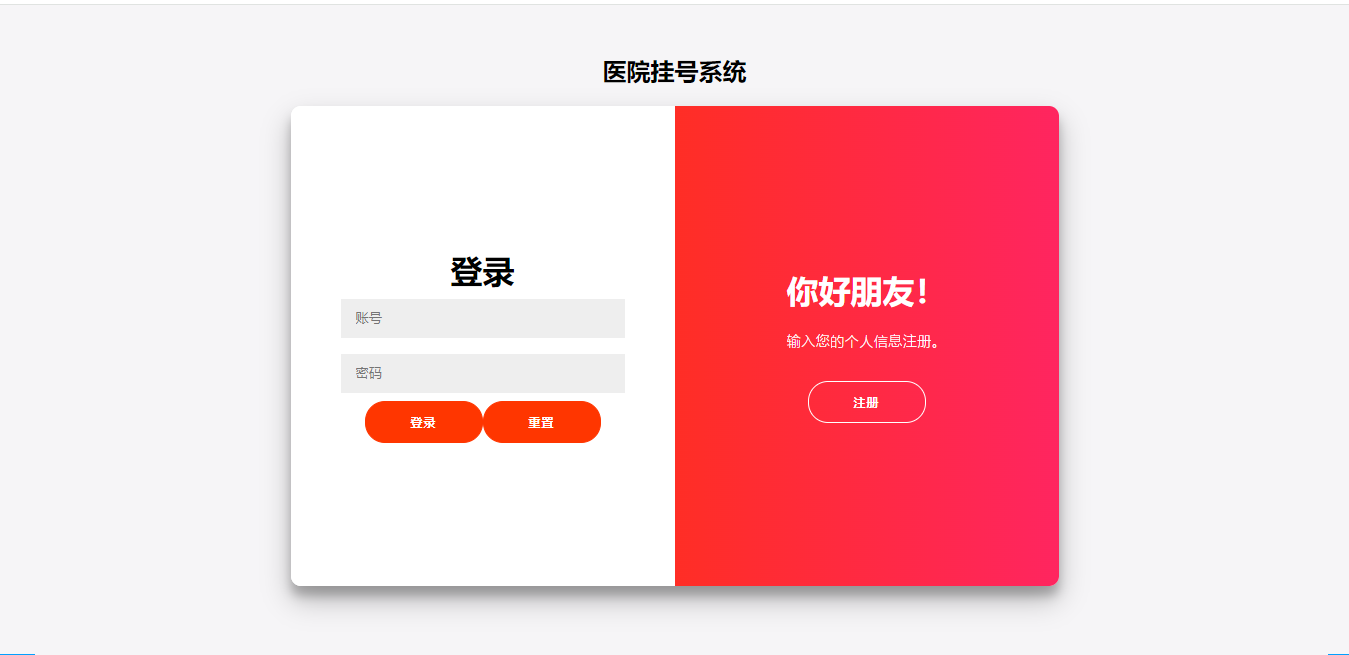 医院挂号系统
登录
账号
密码
登录 重置
你好朋友!
输入您的个人信息注册。
注册